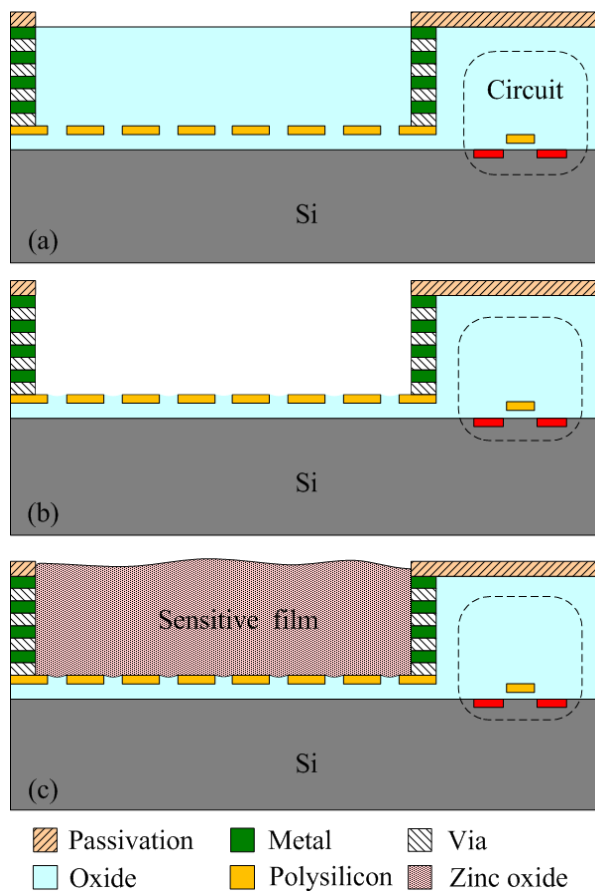 Circuit
Si
(a)
Si
(b)
Sensitive film
Si
(c)
Passivation Metal Via
Oxide Polysilicon Zinc oxide